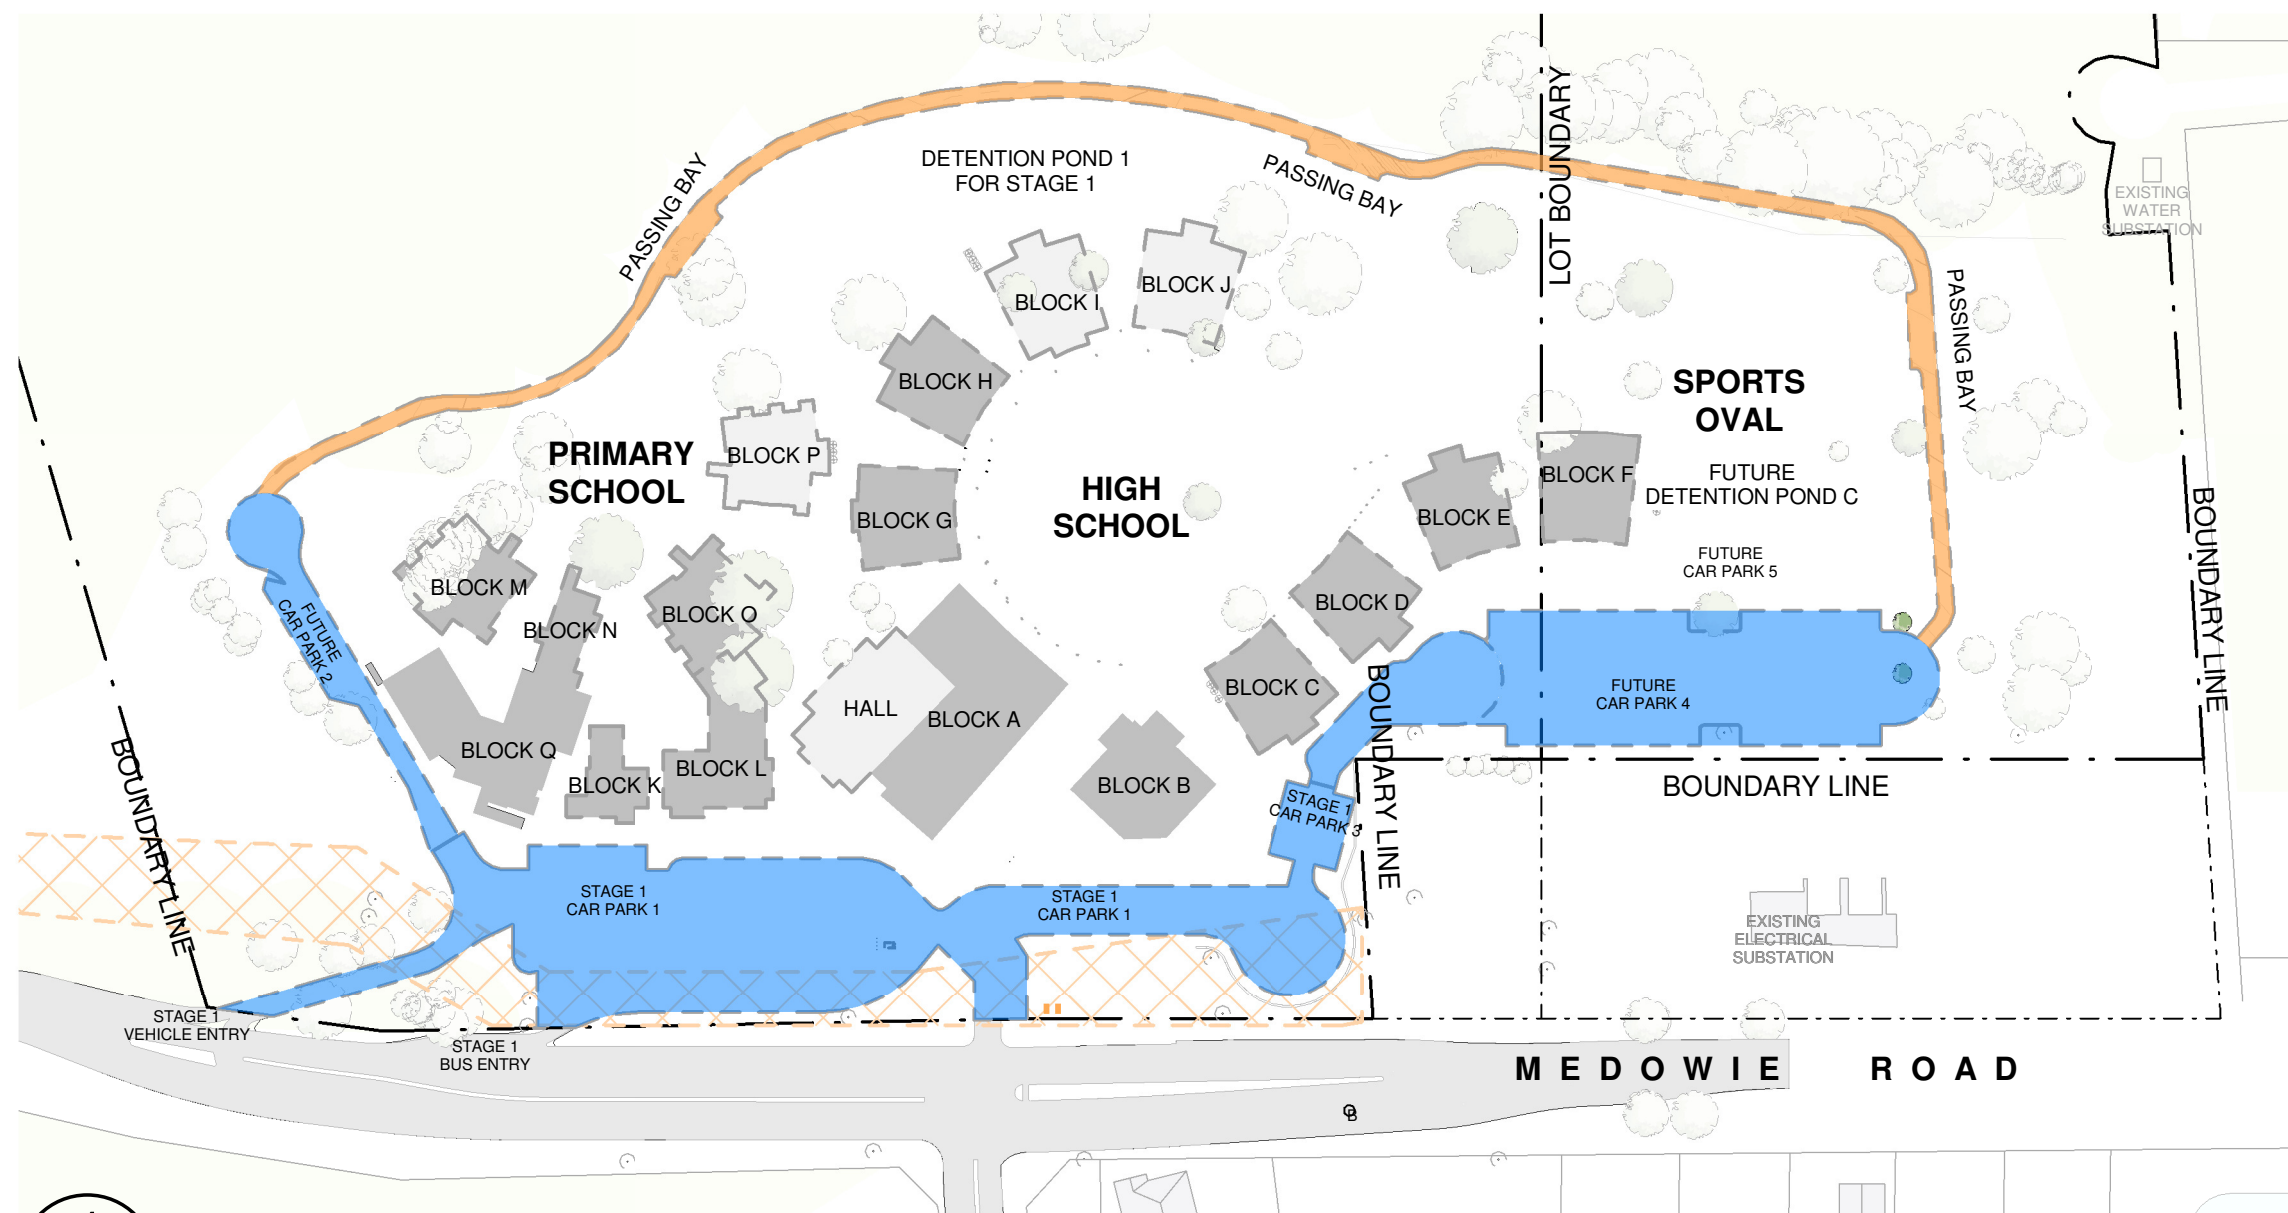 DETENTION POND 1
FOR STAGE 1
PASSING BAY
PASSING BAY
LOT BOUNDARY
EXISTING
WATER
SUBSTATION
PASSING BAY
BLOCK I
BLOCK J
BLOCK H
SPORTS
OVAL
PRIMARY
SCHOOL
BLOCK P
HIGH
SCHOOL
BLOCK G
BLOCK E
BLOCK F
FUTURE
DETENTION POND C
FUTURE
CAR PARK 5
BOUNDARY LINE
BLOCK M
BLOCK N
BLOCK O
BLOCK D
FUTURE
CAR PARK 2
HALL
BLOCK A
BLOCK C
BOUNDARY LINE
FUTURE
CAR PARK 4
BLOCK Q
BLOCK K
BLOCK L
BLOCK B
STAGE 1
CAR PARK 3
BOUNDARY LINE
BOUNDARY LINE
STAGE 1
CAR PARK 1
STAGE 1
CAR PARK 1
EXISTING
ELECTRICAL
SUBSTATION
STAGE 1
VEHICLE ENTRY
STAGE 1
BUS ENTRY
MEDOWIE ROAD